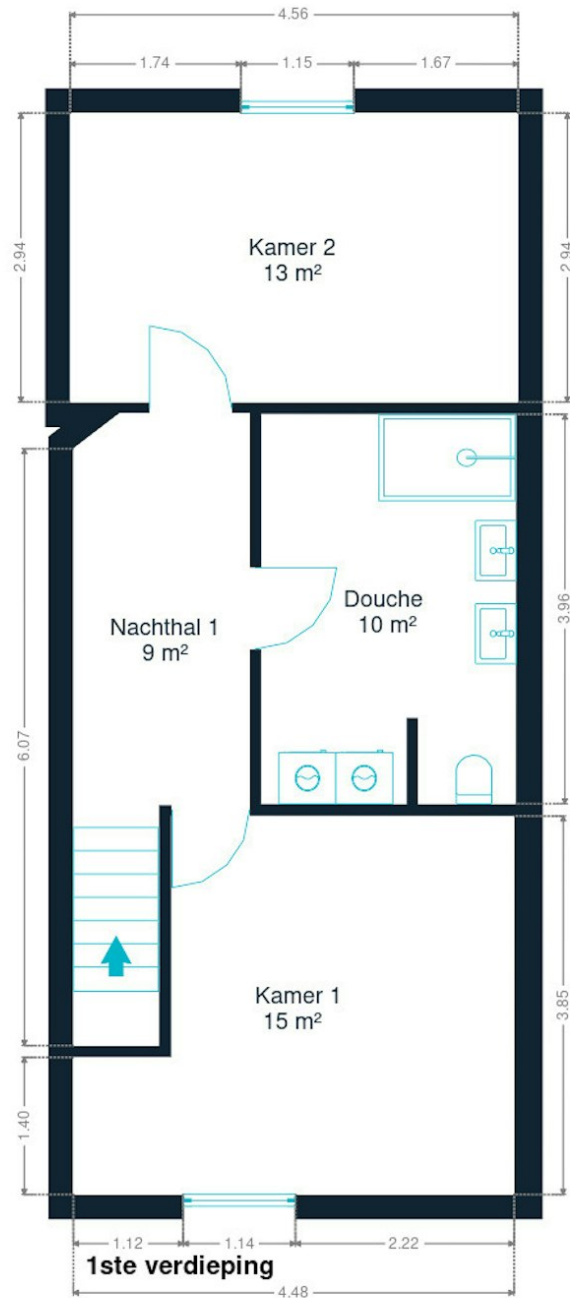 4.56
1.74
1.15
1.67
2.94
2.94
Kamer 2
13 m²
3.96
Nachthal 1
9 m²
Douche
10 m²
6.07
Kamer 1
15 m²
3.85
1.40
1.12
1.14
2.22
1ste verdieping
4.48